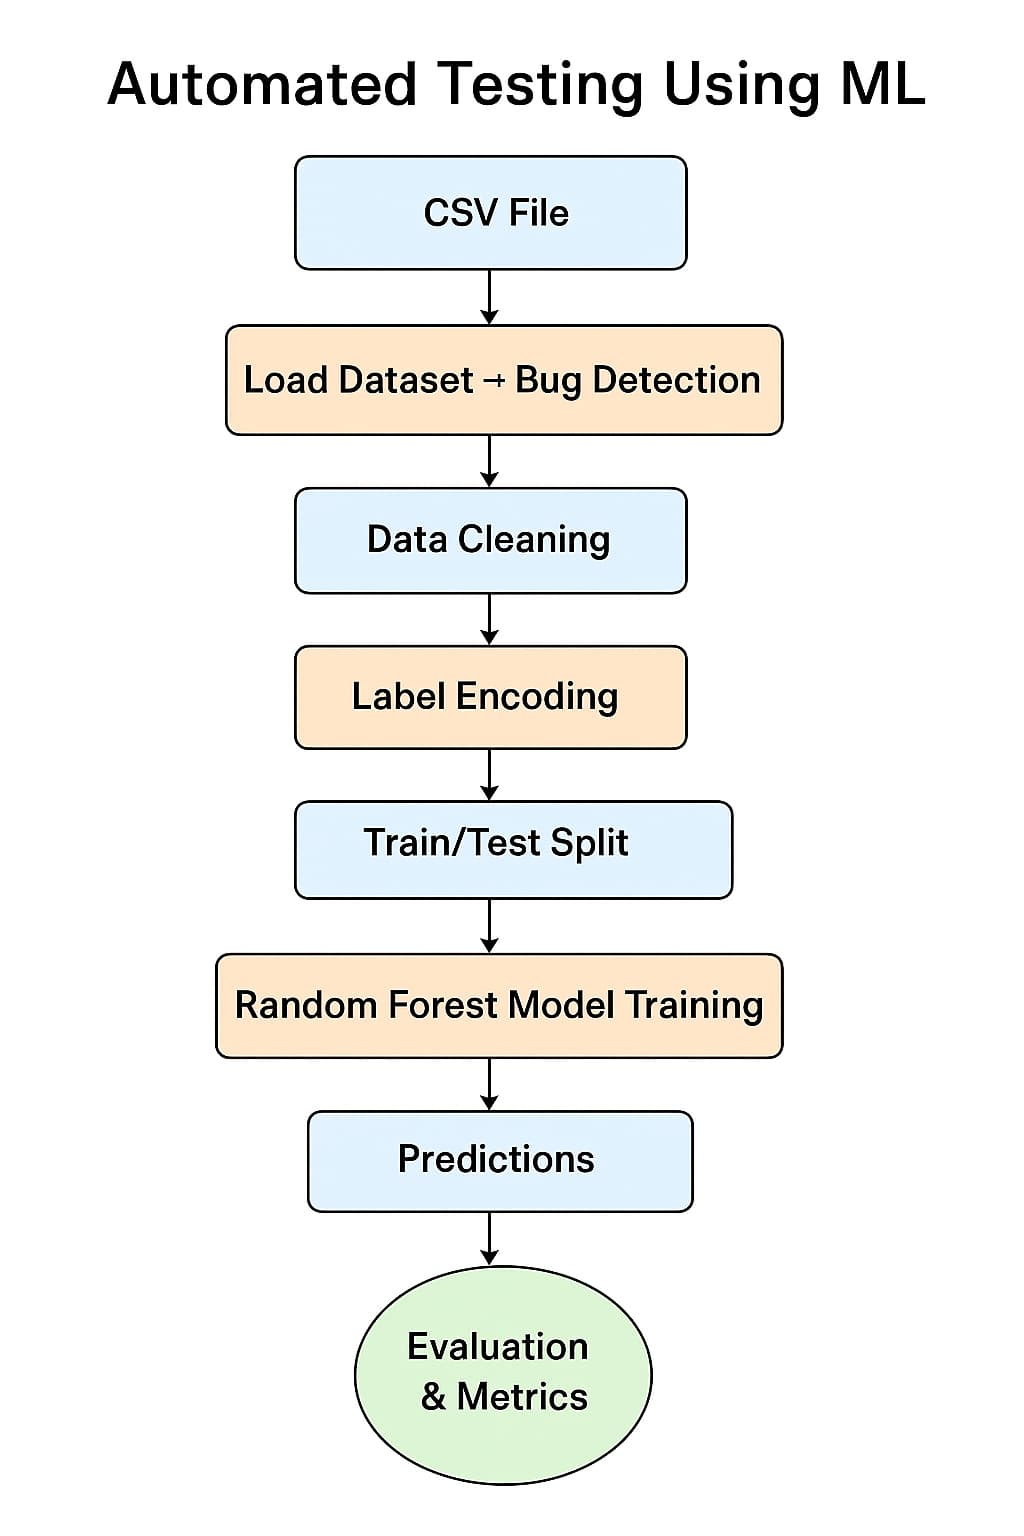 Automated Testing Using ML
CSV File
Load Dataset → Bug Detection
Data Cleaning
Label Encoding
Train/Test Split
Random Forest Model Training
Predictions
Evaluation
& Metrics